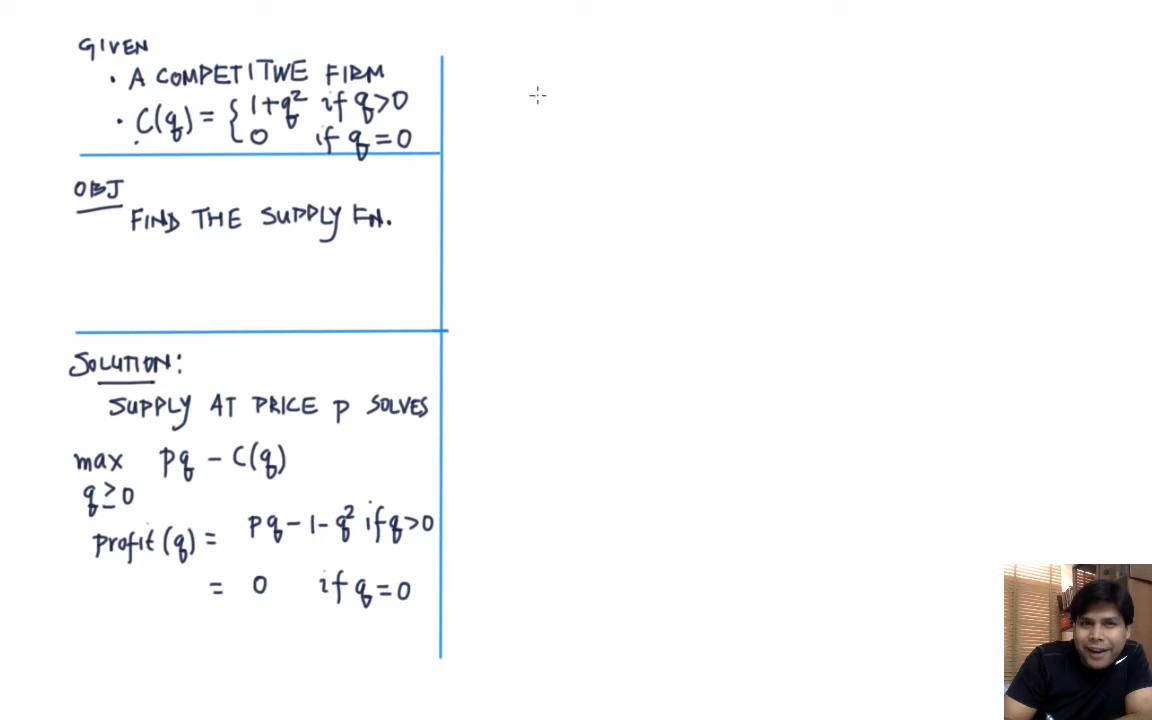 GIVEN
· A COMPETITWE FIRM
· C(q) = { 1+q² if q>0
0 if q=0
OBJ
FIND THE SUPPLY FN.
SOLUTION:
SUPPLY AT PRICE p SOLVES
max pq - C(q)
q≥0
profit(q) = pq - 1 - q² if q>0
= 0 if q=0